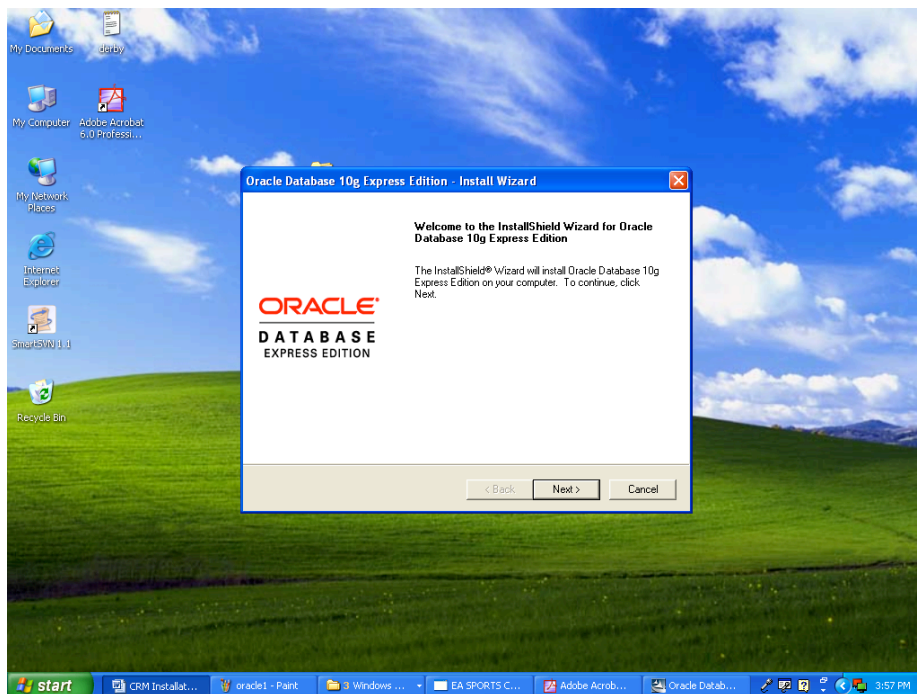 My Documents
derby
My Computer
Adobe Acrobat
6.0 Professi...
My Network
Places
Internet
Explorer
SmartSVN 1.1
Recycle Bin
Oracle Database 10g Express Edition - Install Wizard
Welcome to the InstallShield Wizard for Oracle
Database 10g Express Edition
The InstallShield® Wizard will install Oracle Database 10g
Express Edition on your computer. To continue, click
Next.
ORACLE®
DATABASE
EXPRESS EDITION
< Back
Next >
Cancel
start
CRM Installat...
oracle1 - Paint
3 Windows ...
EA SPORTS C...
Adobe Acrob...
Oracle Datab...
3:57 PM